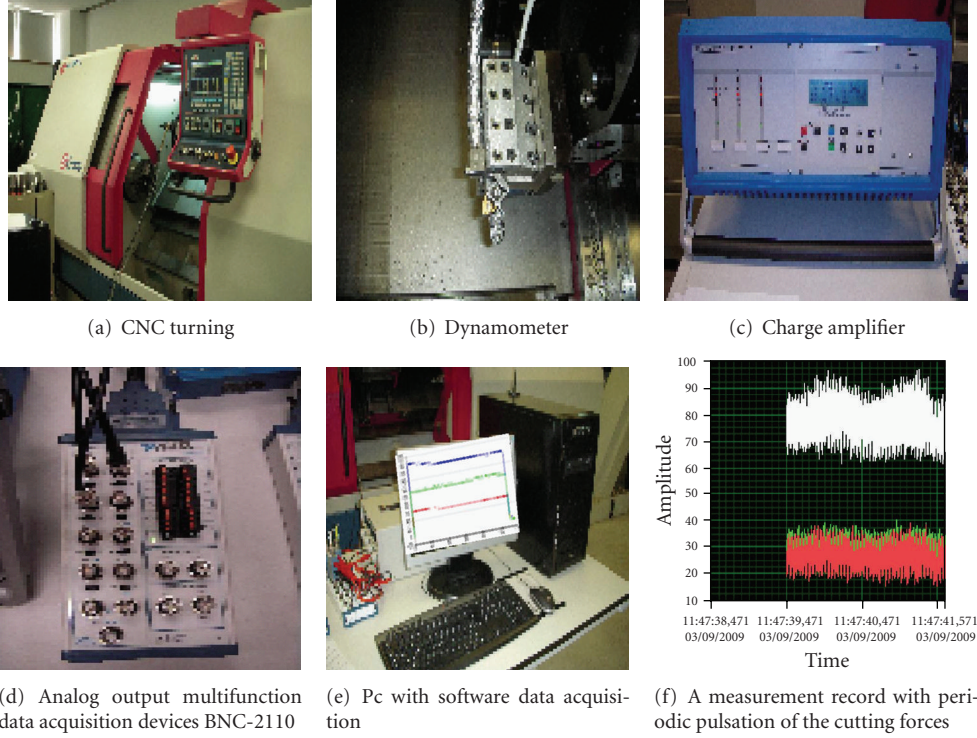 (a) CNC turning
(b) Dynamometer
(c) Charge amplifier
(d) Analog output multifunction
data acquisition devices BNC-2110
(e) Pc with software data acquisi-
tion
100
90
80
70
60
50
40
30
20
10
Amplitude
11:47:38,471 11:47:39,471 11:47:40,471 11:47:41,571
03/09/2009 03/09/2009 03/09/2009 03/09/2009
Time
(f) A measurement record with peri-
odic pulsation of the cutting forces